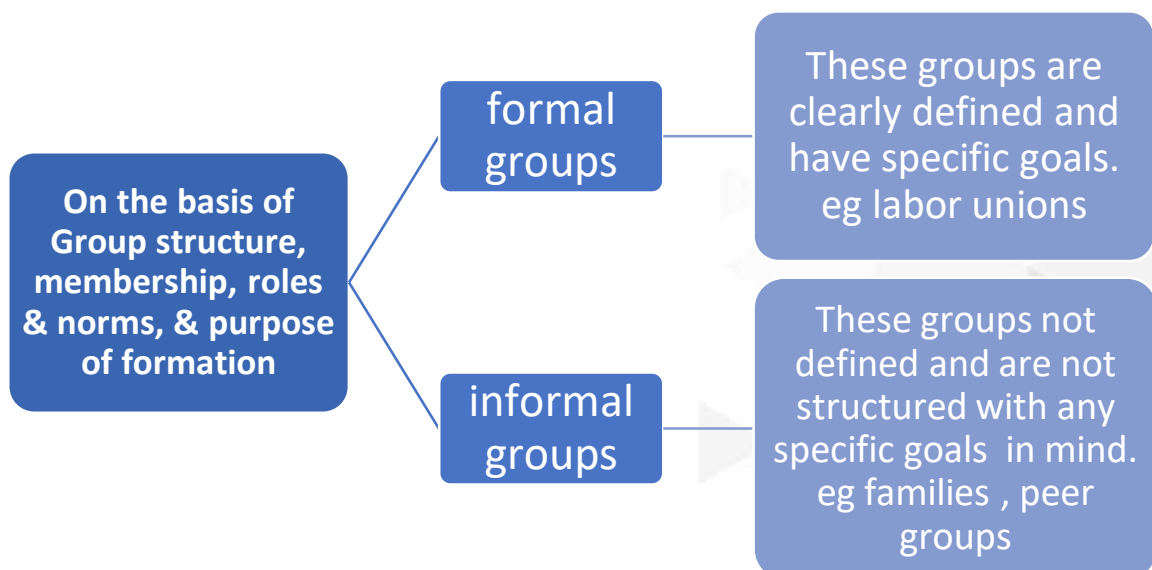 On the basis of
Group structure,
membership, roles
& norms, & purpose
of formation
formal
groups
These groups are
clearly defined and
have specific goals.
eg labor unions
informal
groups
These groups not
defined and are not
structured with any
specific goals in mind.
eg families , peer
groups